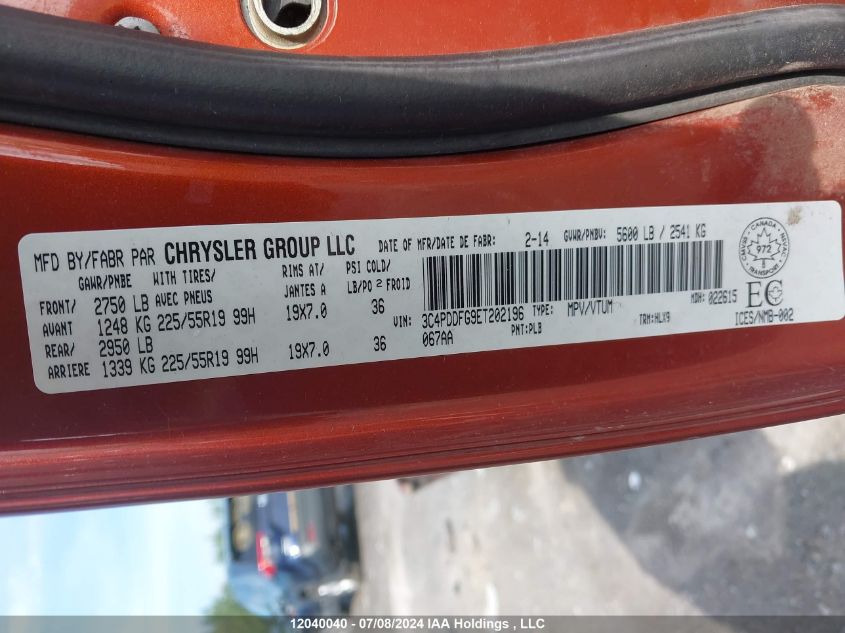 MFD BY/FABR PAR CHRYSLER GROUP LLC DATE OF MFR/DATE DE FABR: 2-14 GVWR/PNBV: 5600 LB / 2541 KG
GAWR/PNBE WITH TIRES/ RIMS AT/ PSI COLD/
AVEC PNEUS JANTES A LB/PO² FROID
FRONT/ 2750 LB
AVANT 1248 KG 225/55R19 99H 19X7.0 36
REAR/ 2950 LB
ARRIERE 1339 KG 225/55R19 99H 19X7.0 36
VIN: 3C4PDDFG9ET202196 TYPE: MPV/VTUM MDH: 022615
067AA PNT:PLB TRM:HLX9 ICES/NMB-002
CANADA
972
TRANSPORT
EC
12040040 - 07/08/2024 IAA Holdings , LLC